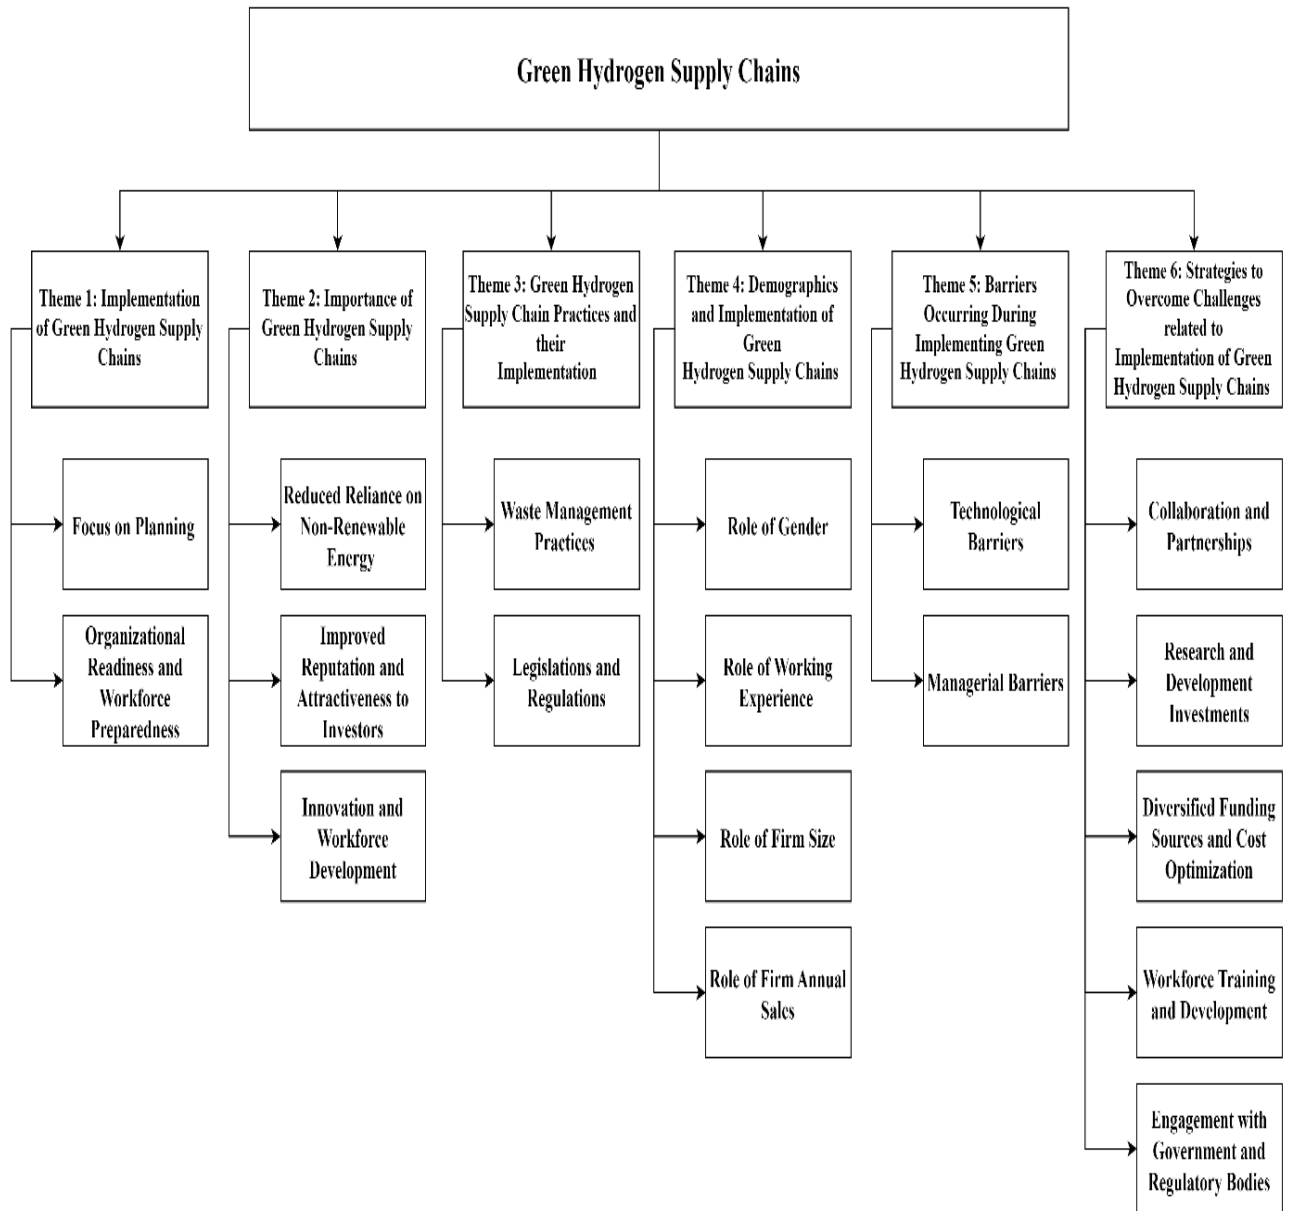 Green Hydrogen Supply Chains
Theme 1: Implementation
of Green Hydrogen Supply
Chains
Focus on Planning
Organizational
Readiness and
Workforce
Preparedness
Theme 2: Importance of
Green Hydrogen Supply
Chains
Reduced Reliance on
Non-Renewable
Energy
Improved
Reputation and
Attractiveness to
Investors
Innovation and
Workforce
Development
Theme 3: Green Hydrogen
Supply Chain Practices and
their
Implementation
Waste Management
Practices
Legislations and
Regulations
Theme 4: Demographics
and Implementation of
Green
Hydrogen Supply Chains
Role of Gender
Role of Working
Experience
Role of Firm Size
Role of Firm Annual
Sales
Theme 5: Barriers
Occurring During
Implementing Green
Hydrogen Supply Chains
Technological
Barriers
Managerial Barriers
Theme 6: Strategies to
Overcome Challenges
related to
Implementation of Green
Hydrogen Supply Chains
Collaboration and
Partnerships
Research and
Development
Investments
Diversified Funding
Sources and Cost
Optimization
Workforce Training
and Development
Engagement with
Government and
Regulatory Bodies